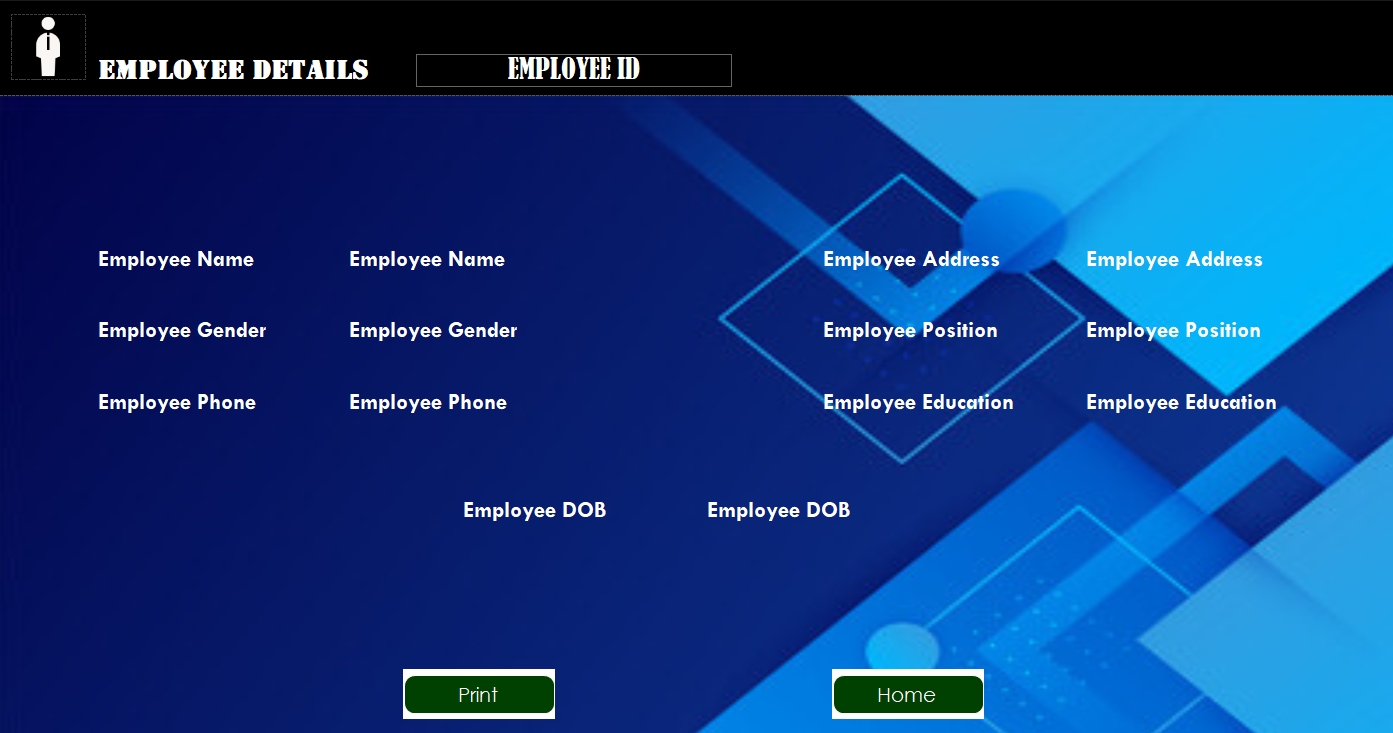 EMPLOYEE DETAILS EMPLOYEE ID
Employee Name Employee Name Employee Address Employee Address
Employee Gender Employee Gender Employee Position Employee Position
Employee Phone Employee Phone Employee Education Employee Education
Employee DOB Employee DOB
Print Home